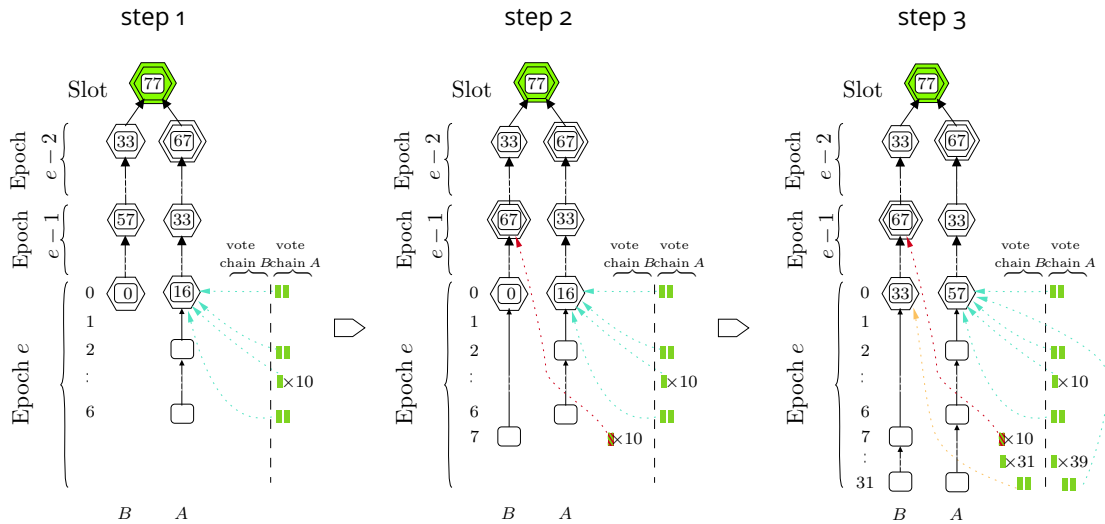 step 1
Slot
77
Epoch
e − 2
33
67
Epoch
e − 1
57
33
vote
chain B
vote
chain A
Epoch e
0
0
16
1
2
⋮
×10
6
B
A
step 2
Slot
77
Epoch
e − 2
33
67
Epoch
e − 1
67
33
vote
chain B
vote
chain A
Epoch e
0
0
16
1
2
⋮
×10
6
7
×10
B
A
step 3
Slot
77
Epoch
e − 2
33
67
Epoch
e − 1
67
33
vote
chain B
vote
chain A
Epoch e
0
33
57
1
2
⋮
×10
6
7
×10
⋮
×31
×39
31
B
A